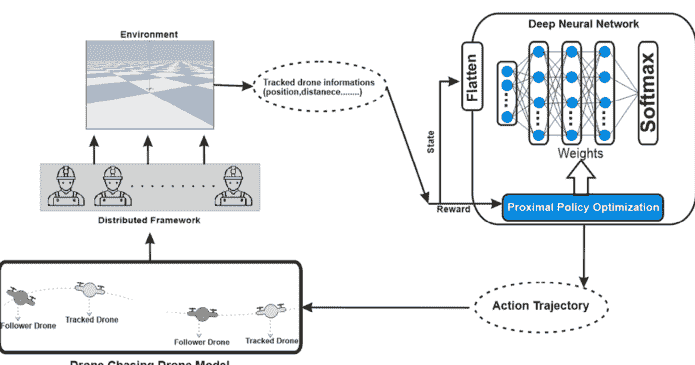 Environment
Tracked drone informations
(position,distanece........)
Deep Neural Network
Flatten
Softmax
Weights
State
Reward
Proximal Policy Optimization
Distributed Framework
Action Trajectory
Follower Drone
Tracked Drone
Follower Drone
Tracked Drone
Drone Chasing Drone Model